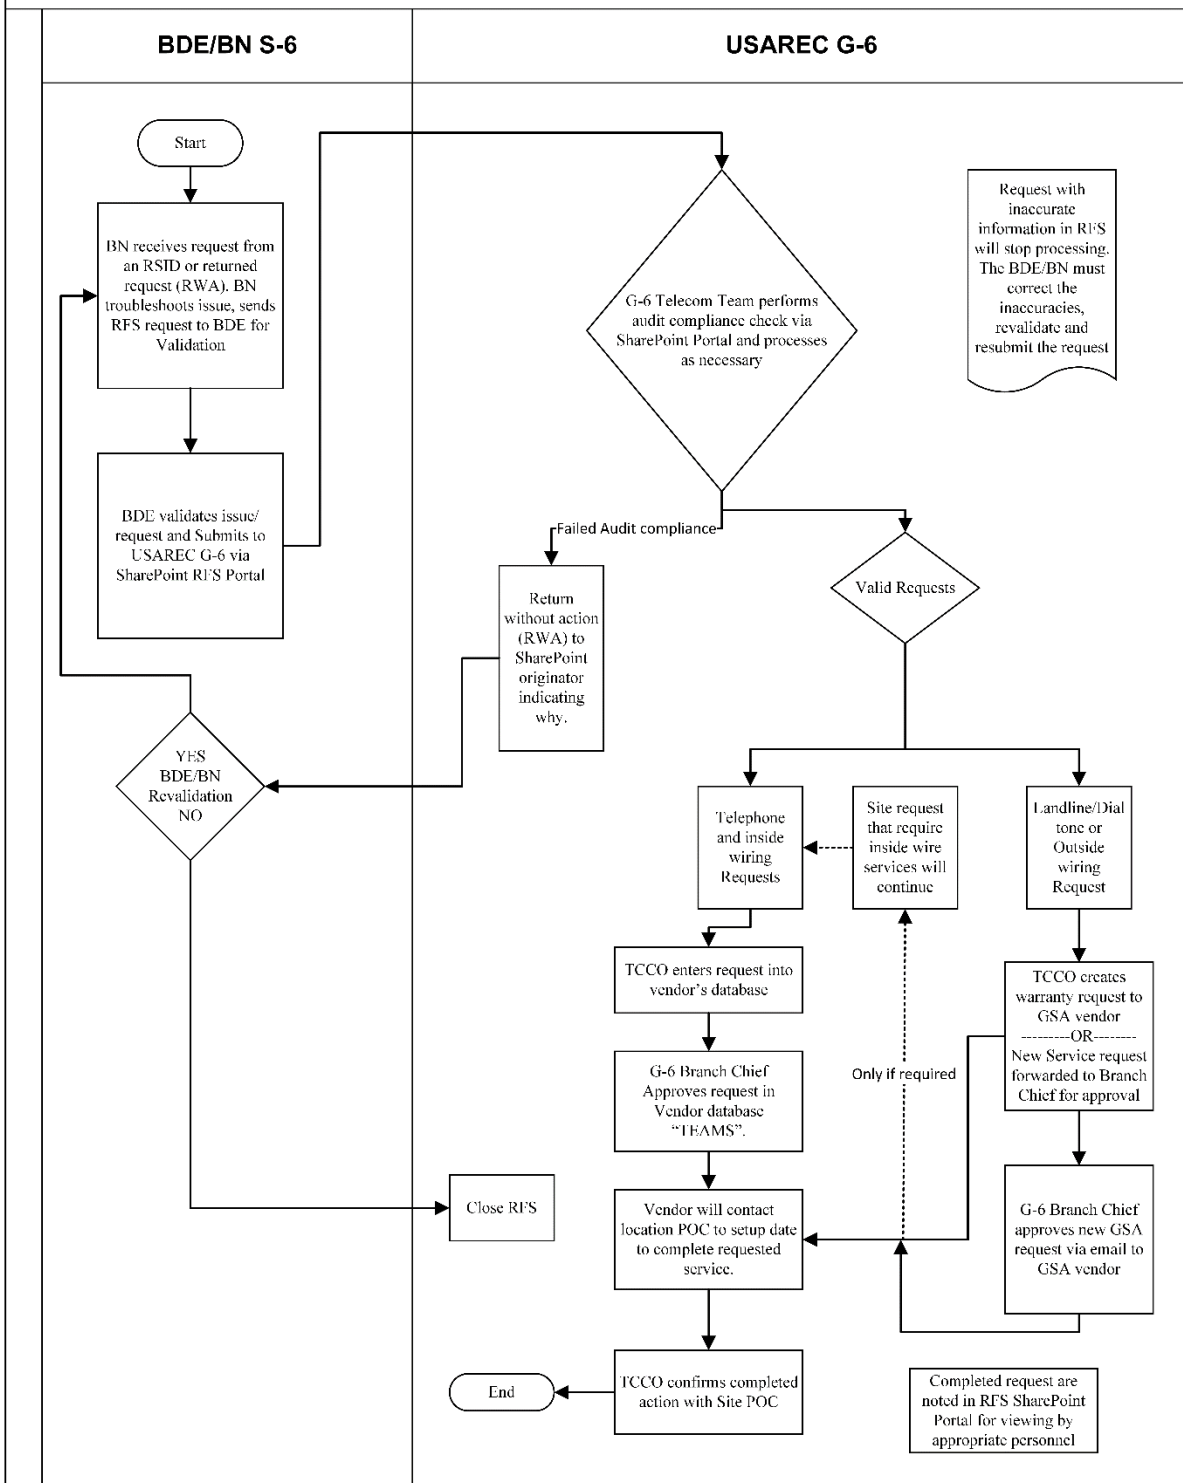 BDE/BN S-6
USAREC G-6
Start
BN receives request from
an RSID or returned
request (RWA). BN
troubleshoots issue, sends
RFS request to BDE for
Validation
BDE validates issue/
request and Submits to
USAREC G-6 via
SharePoint RFS Portal
YES
BDE/BN
Revalidation
NO
G-6 Telecom Team performs
audit compliance check via
SharePoint Portal and processes
as necessary
Request with
inaccurate
information in RFS
will stop processing.
The BDE/BN must
correct the
inaccuracies,
revalidate and
resubmit the request
Failed Audit compliance
Return
without action
(RWA) to
SharePoint
originator
indicating
why.
Valid Requests
Telephone
and inside
wiring
Requests
Site request
that require
inside wire
services will
continue
Landline/Dial
tone or
Outside
wiring
Request
TCCO enters request into
vendor's database
TCCO creates
warranty request to
GSA vendor
---------OR--------
New Service request
forwarded to Branch
Chief for approval
G-6 Branch Chief
Approves request in
Vendor database
“TEAMS”.
Only if required
Close RFS
Vendor will contact
location POC to setup date
to complete requested
service.
G-6 Branch Chief
approves new GSA
request via email to
GSA vendor
End
TCCO confirms completed
action with Site POC
Completed request are
noted in RFS SharePoint
Portal for viewing by
appropriate personnel